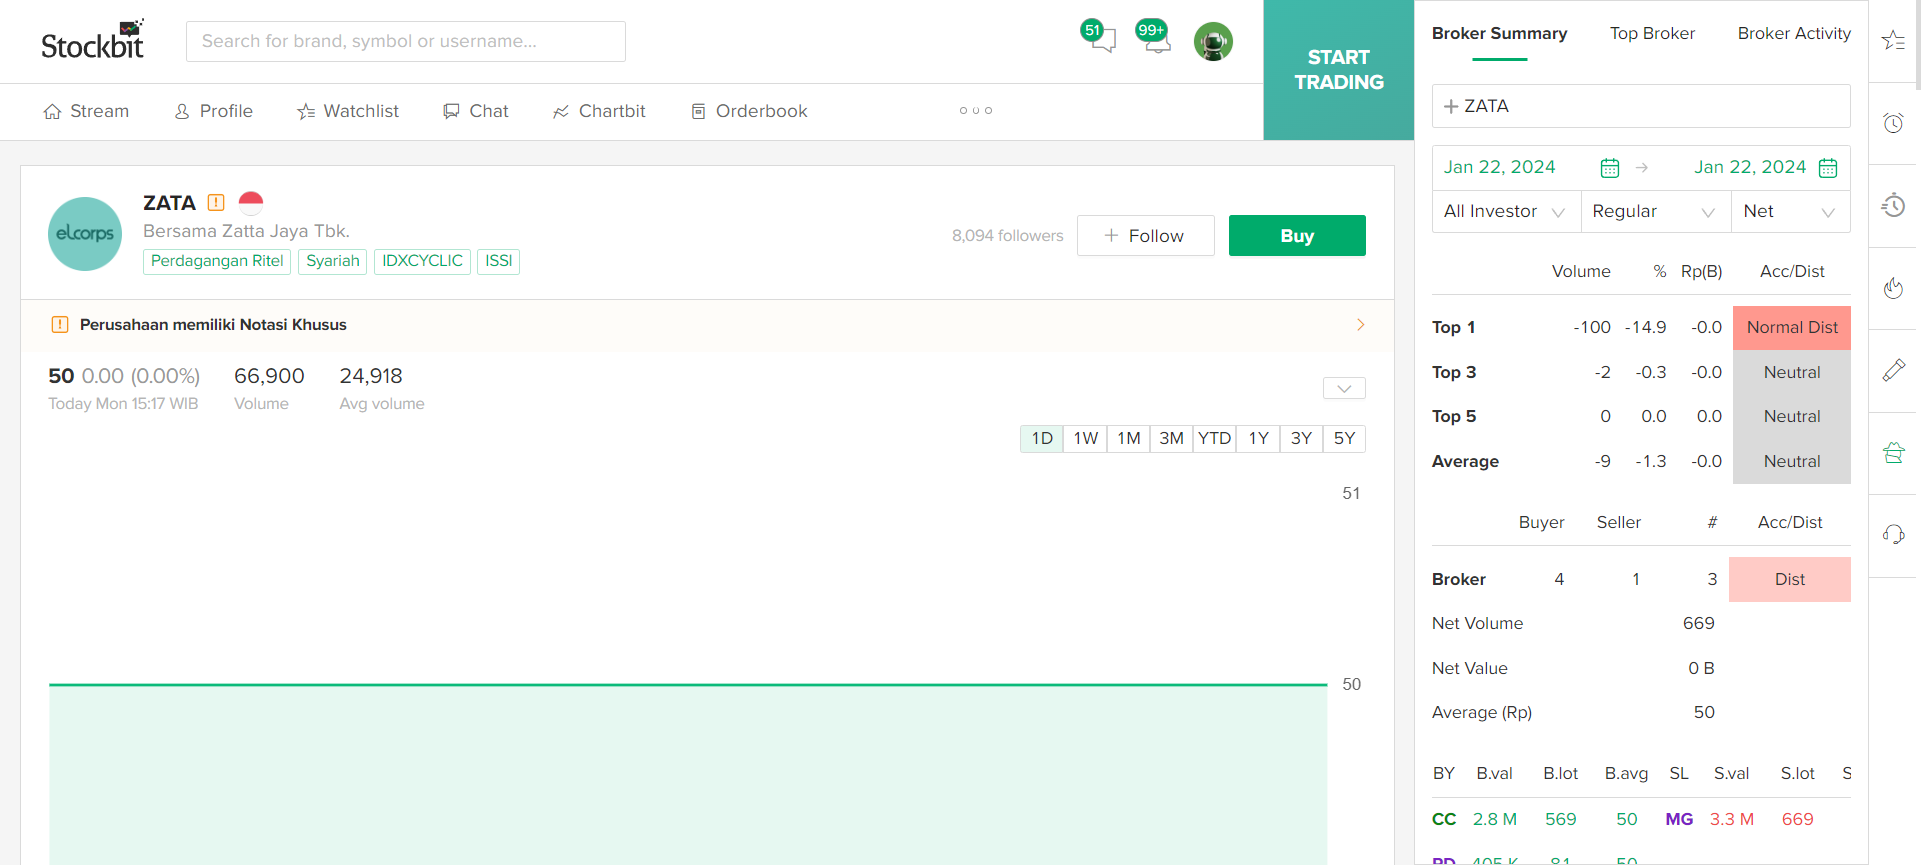 Stockbit
Search for brand, symbol or username...
51
99+
START
TRADING
Stream
Profile
Watchlist
Chat
Chartbit
Orderbook
ZATA
elcorps
Bersama Zatta Jaya Tbk.
Perdagangan Ritel
Syariah
IDXCYCLIC
ISSI
8,094 followers
+ Follow
Buy
Perusahaan memiliki Notasi Khusus
50 0.00 (0.00%)
66,900
24,918
Today Mon 15:17 WIB
Volume
Avg volume
1D 1W 1M 3M YTD 1Y 3Y 5Y
51
50
Broker Summary
Top Broker
Broker Activity
+ ZATA
Jan 22, 2024 → Jan 22, 2024
All Investor
Regular
Net
Volume % Rp(B) Acc/Dist
Top 1 -100 -14.9 -0.0 Normal Dist
Top 3 -2 -0.3 -0.0 Neutral
Top 5 0 0.0 0.0 Neutral
Average -9 -1.3 -0.0 Neutral
Buyer Seller # Acc/Dist
Broker 4 1 3 Dist
Net Volume 669
Net Value 0 B
Average (Rp) 50
BY B.val B.lot B.avg SL S.val S.lot
CC 2.8 M 569 50 MG 3.3 M 669